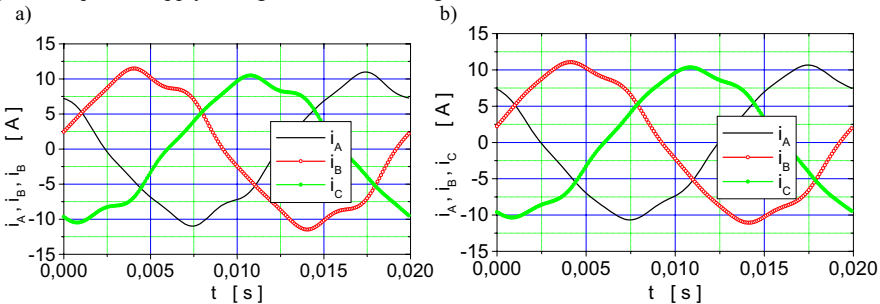 a)
b)
15
10
5
0
-5
-10
-15
i_A, i_B, i_B [ A ]
i_A
i_B
i_C
0,000 0,005 0,010 0,015 0,020
t [ s ]
15
10
5
0
-5
-10
-15
i_A, i_B, i_C [ A ]
i_A
i_B
i_C
0,000 0,005 0,010 0,015 0,020
t [ s ]